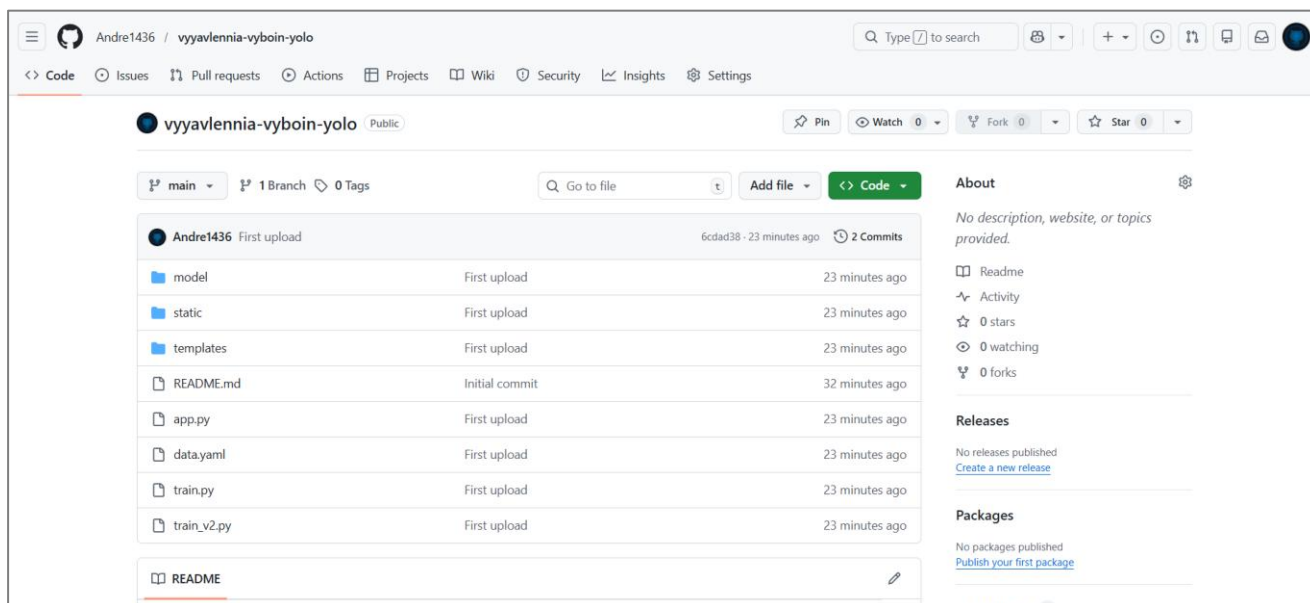 Andre1436 / vyyavlennia-vyboin-yolo
Type / to search
Code
Issues
Pull requests
Actions
Projects
Wiki
Security
Insights
Settings
vyyavlennia-vyboin-yolo Public
Pin
Watch 0
Fork 0
Star 0
main
1 Branch
0 Tags
Go to file t
Add file
Code
Andre1436 First upload 6cdad38 · 23 minutes ago 2 Commits
model First upload 23 minutes ago
static First upload 23 minutes ago
templates First upload 23 minutes ago
README.md Initial commit 32 minutes ago
app.py First upload 23 minutes ago
data.yaml First upload 23 minutes ago
train.py First upload 23 minutes ago
train_v2.py First upload 23 minutes ago
README
About
No description, website, or topics
provided.
Readme
Activity
0 stars
0 watching
0 forks
Releases
No releases published
Create a new release
Packages
No packages published
Publish your first package